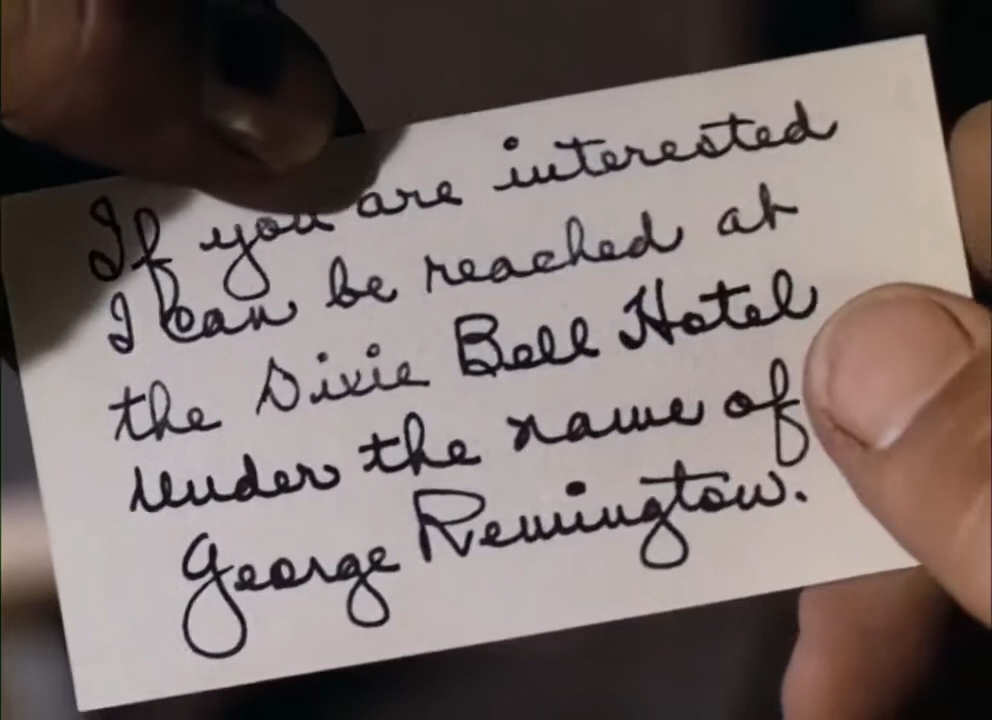 If you are interested
I can be reached at
the Dixie Bell Hotel
under the name of
George Remington.